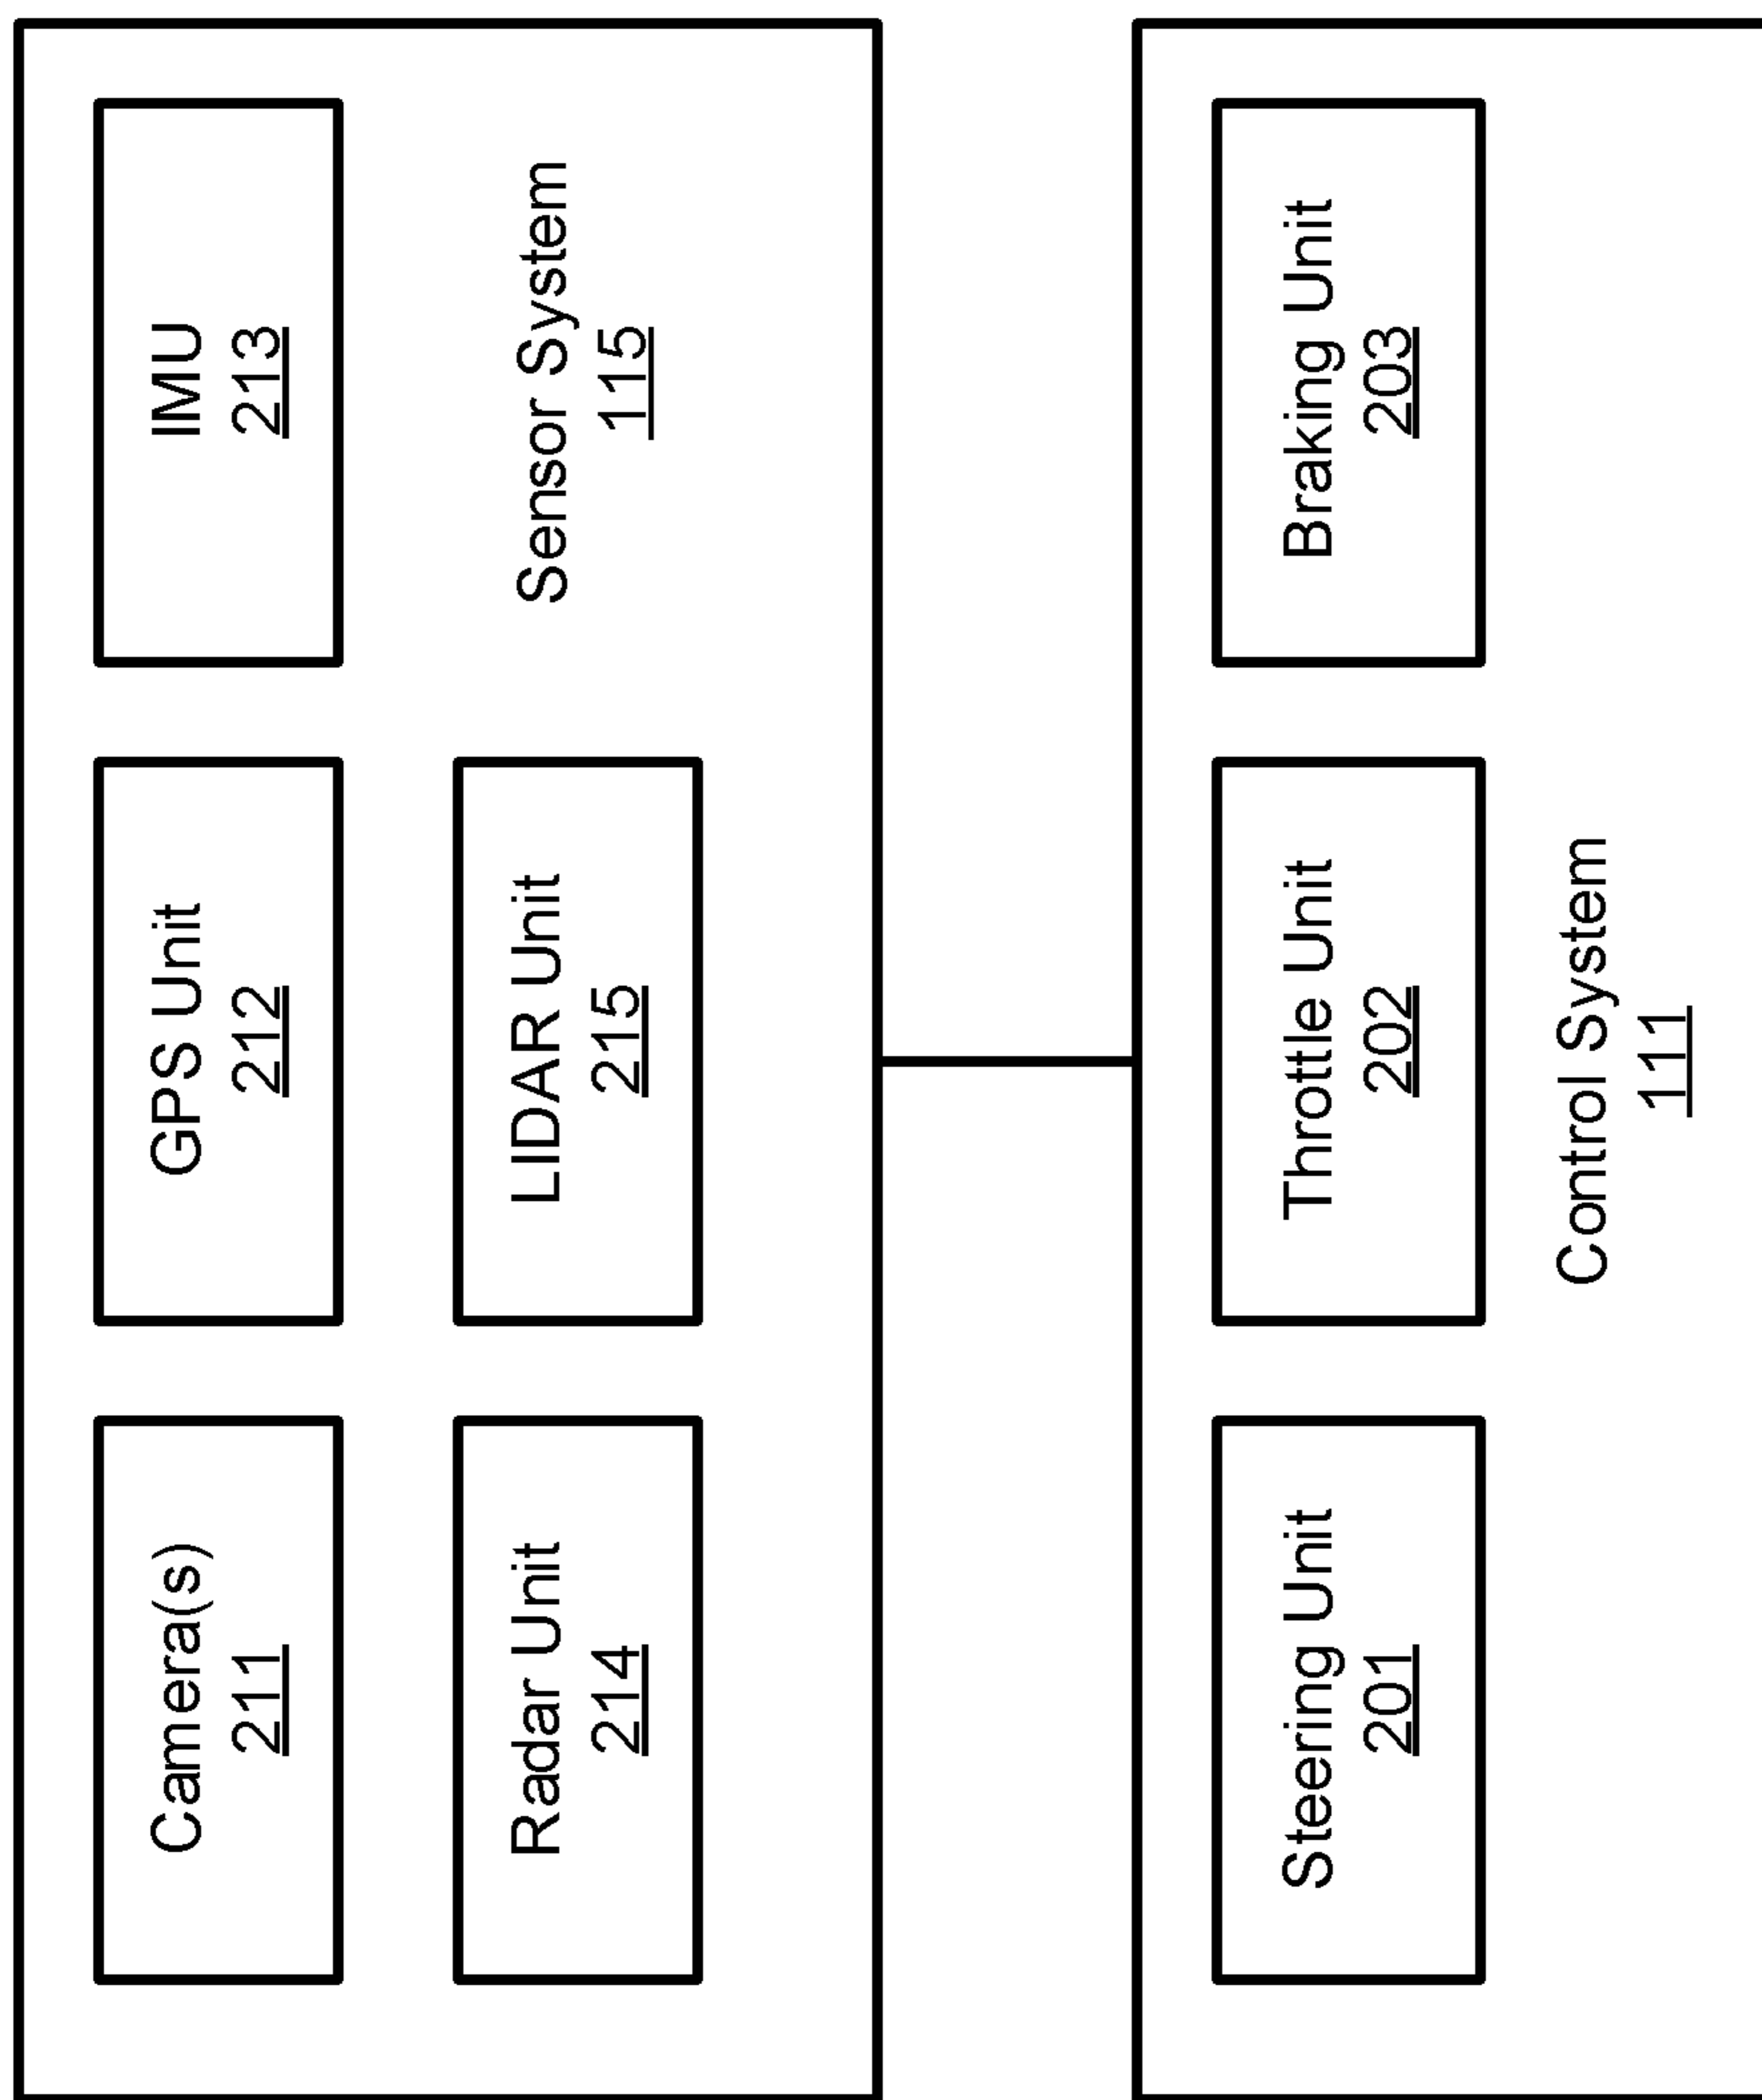 Camera(s)
211
GPS Unit
212
IMU
213
Radar Unit
214
LIDAR Unit
215
Sensor System
115
Steering Unit
201
Throttle Unit
202
Braking Unit
203
Control System
111